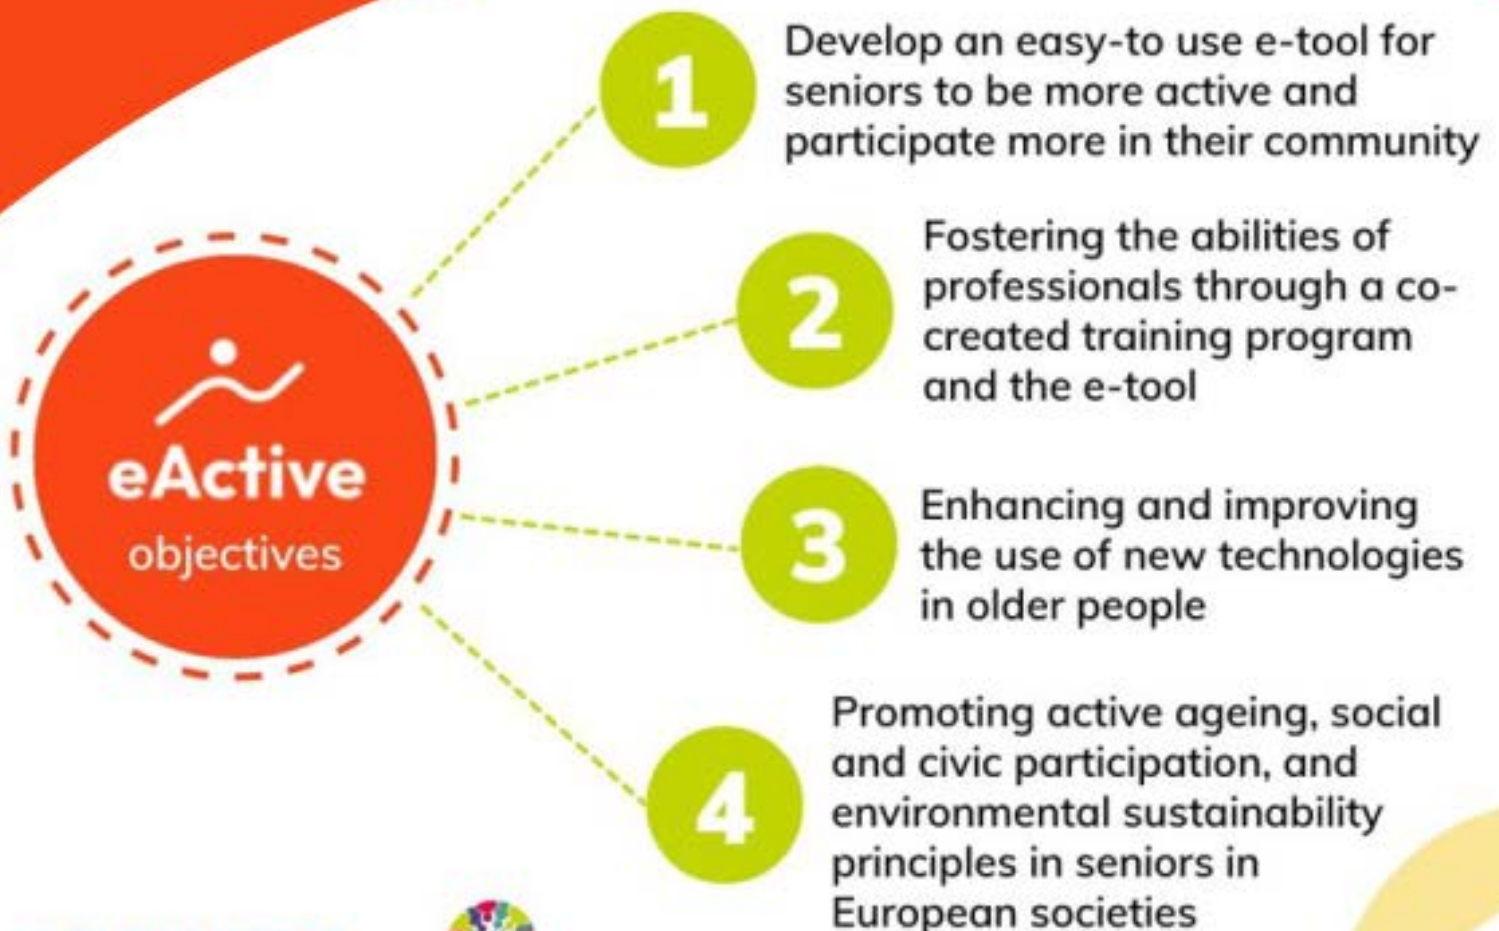 eActive
objectives
1
Develop an easy-to use e-tool for
seniors to be more active and
participate more in their community
2
Fostering the abilities of
professionals through a co-
created training program
and the e-tool
3
Enhancing and improving
the use of new technologies
in older people
4
Promoting active ageing, social
and civic participation, and
environmental sustainability
principles in seniors in
European societies